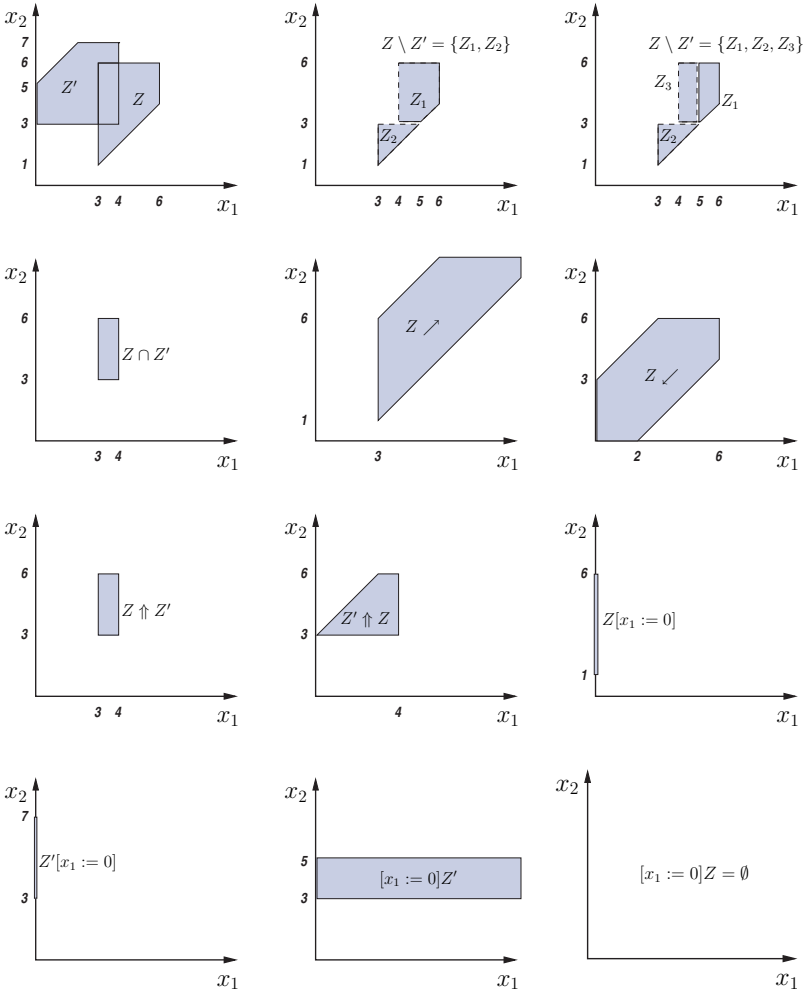 x₂
7
6
5
3
1
Z′
Z
3 4 6
x₁
x₂
Z \ Z′ = {Z₁, Z₂}
6
3
1
Z₁
Z₂
3 4 5 6
x₁
x₂
Z \ Z′ = {Z₁, Z₂, Z₃}
6
3
1
Z₃
Z₁
Z₂
3 4 5 6
x₁
x₂
6
3
Z ∩ Z′
3 4
x₁
x₂
6
1
Z ↗
3
x₁
x₂
6
3
Z ↙
2 6
x₁
x₂
6
3
Z ⇑ Z′
3 4
x₁
x₂
6
3
Z′ ⇑ Z
4
x₁
x₂
6
1
Z[x₁ := 0]
x₁
x₂
7
3
Z′[x₁ := 0]
x₁
x₂
5
3
[x₁ := 0]Z′
x₁
x₂
[x₁ := 0]Z = ∅
x₁